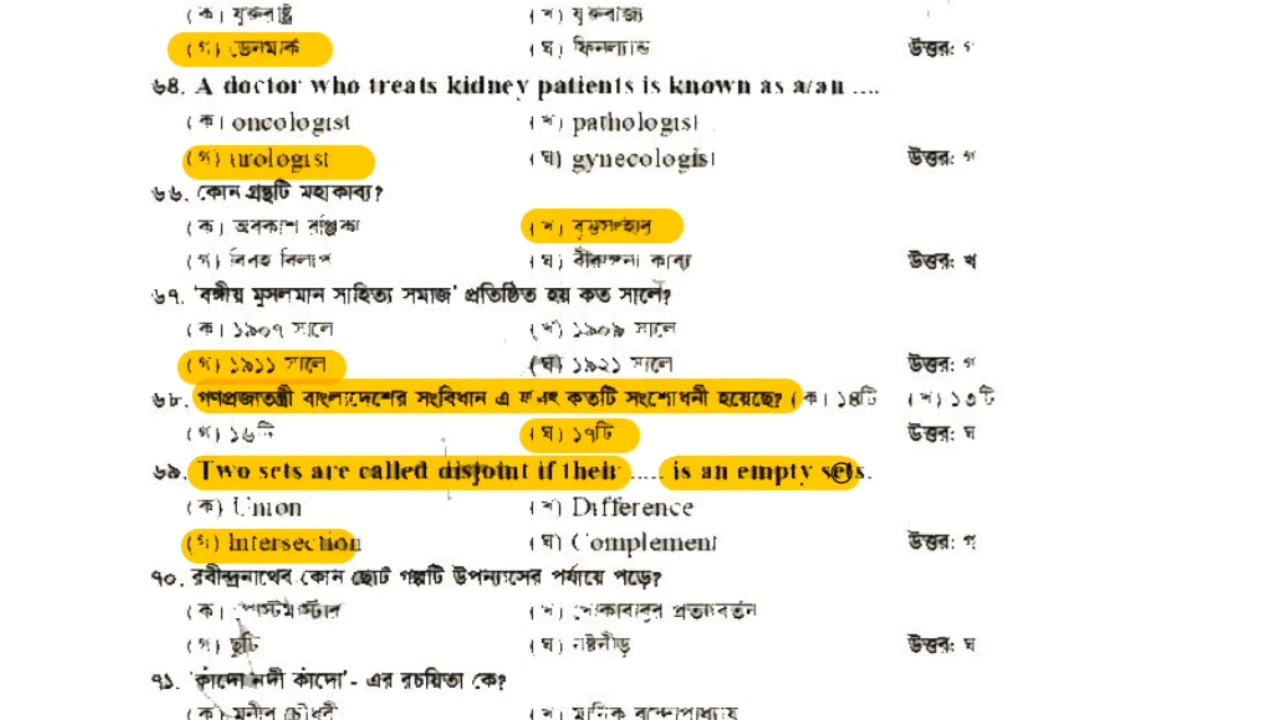 (ক) যুক্তরাষ্ট্র (খ) যুক্তরাজ্য
(গ) ডেনমার্ক (ঘ) ফিনল্যান্ড উত্তর: গ
৬৪. A doctor who treats kidney patients is known as a/an ....
(ক) oncologist (খ) pathologist
(গ) urologist (ঘ) gynecologist উত্তর: গ
৬৬. কোন গ্রন্থটি মহাকাব্য?
(ক) অবকাশ রঞ্জিকা (খ) বৃত্রসংহার
(গ) বিরহ বিলাপ (ঘ) বীরাঙ্গনা কাব্য উত্তর: খ
৬৭. 'বঙ্গীয় মুসলমান সাহিত্য সমাজ' প্রতিষ্ঠিত হয় কত সালে?
(ক) ১৯০৭ সালে (খ) ১৯০৯ সালে
(গ) ১৯১১ সালে (ঘ) ১৯২১ সালে উত্তর: গ
৬৮. গণপ্রজাতন্ত্রী বাংলাদেশের সংবিধান এ যাবৎ কতটি সংশোধনী হয়েছে? (ক) ১৪টি (খ) ১৩টি
(গ) ১৬টি (ঘ) ১৭টি উত্তর: ঘ
৬৯. Two sets are called disjoint if their ..... is an empty sets.
(ক) Union (খ) Difference
(গ) Intersection (ঘ) Complement উত্তর: গ
৭০. রবীন্দ্রনাথের কোন ছোট গল্পটি উপন্যাসের পর্যায়ে পড়ে?
(ক) পোস্টমাস্টার (খ) খোকাবাবুর প্রত্যাবর্তন
(গ) ছুটি (ঘ) নষ্টনীড় উত্তর: ঘ
৭১. 'কাঁদো নদী কাঁদো'- এর রচয়িতা কে?
(ক) মুনীর চৌধুরী (খ) মানিক বন্দ্যোপাধ্যায়